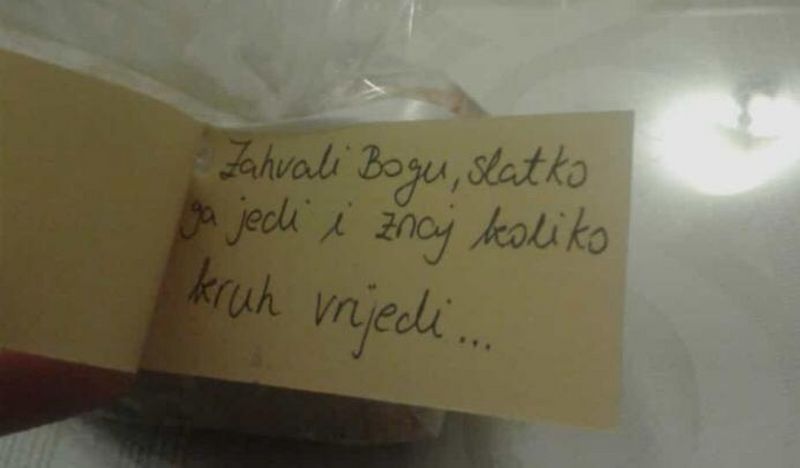 Zahvali Bogu, slatko
ga jedi i znaj koliko
kruh vrijedi...